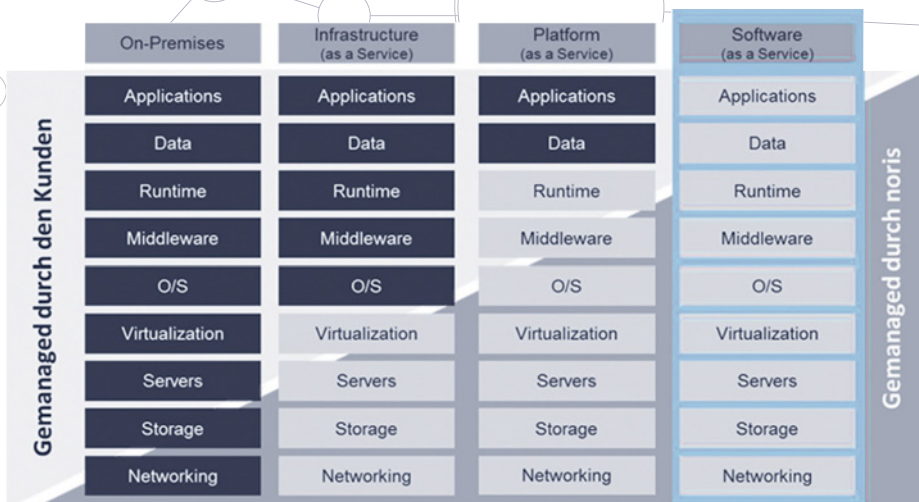 On-Premises
Infrastructure
(as a Service)
Platform
(as a Service)
Software
(as a Service)
Gemanaged durch den Kunden
Applications
Applications
Applications
Applications
Data
Data
Data
Data
Runtime
Runtime
Runtime
Runtime
Middleware
Middleware
Middleware
Middleware
O/S
O/S
O/S
O/S
Virtualization
Virtualization
Virtualization
Virtualization
Servers
Servers
Servers
Servers
Storage
Storage
Storage
Storage
Networking
Networking
Networking
Networking
Gemanaged durch noris